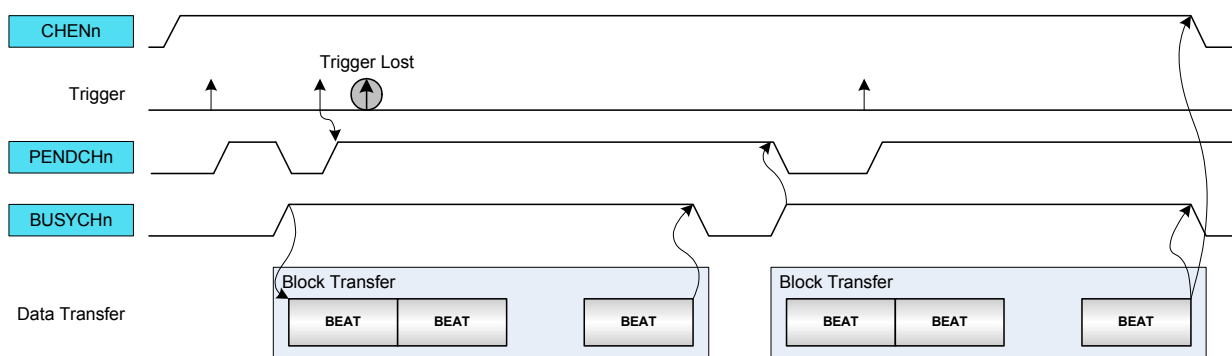 CHENn
Trigger Lost
Trigger
PENDCHn
BUSYCHn
Block Transfer
Block Transfer
Data Transfer
BEAT
BEAT
BEAT
BEAT
BEAT
BEAT